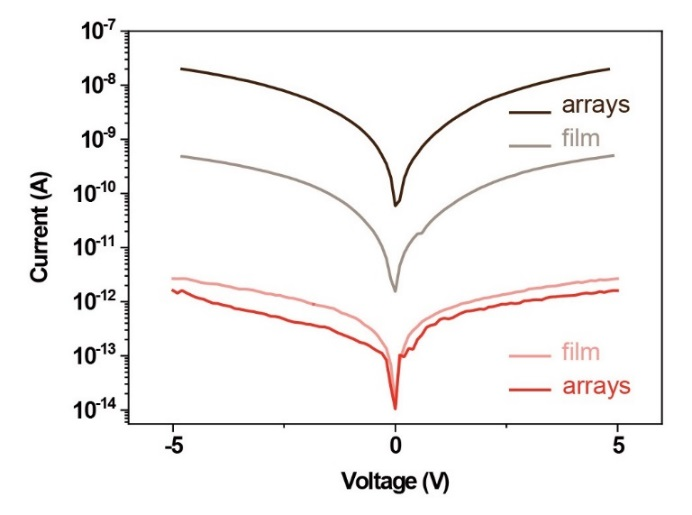 10-7
10-8
10-9
10-10
10-11
10-12
10-13
10-14
Current (A)
arrays
film
film
arrays
-5
0
5
Voltage (V)